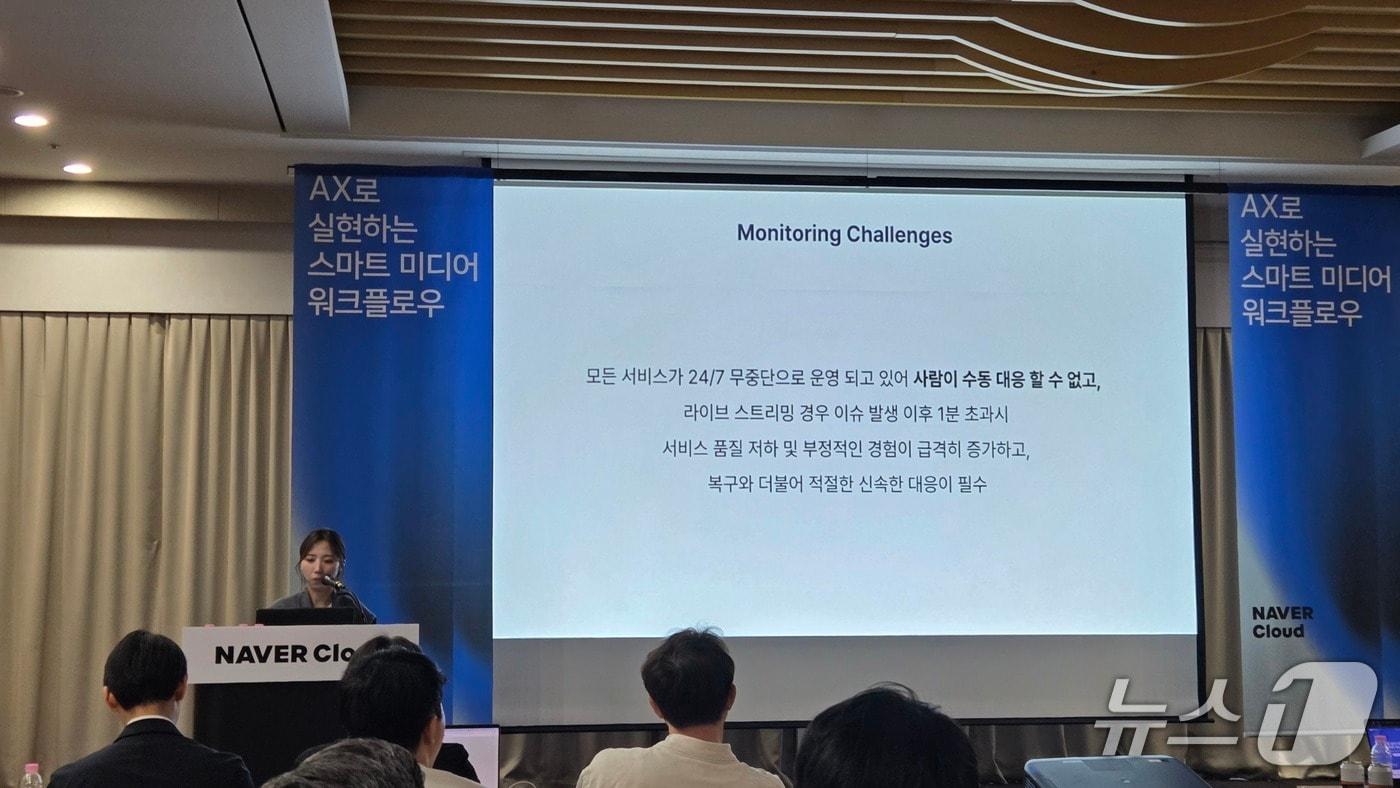 AX로
실현하는
스마트 미디어
워크플로우
Monitoring Challenges
모든 서비스가 24/7 무중단으로 운영 되고 있어 사람이 수동 대응 할 수 없고,
라이브 스트리밍 경우 이슈 발생 이후 1분 초과시
서비스 품질 저하 및 부정적인 경험이 급격히 증가하고,
복구와 더불어 적절한 신속한 대응이 필수
AX로
실현하는
스마트 미디어
워크플로우
NAVER
Cloud
NAVER Clo
뉴스1